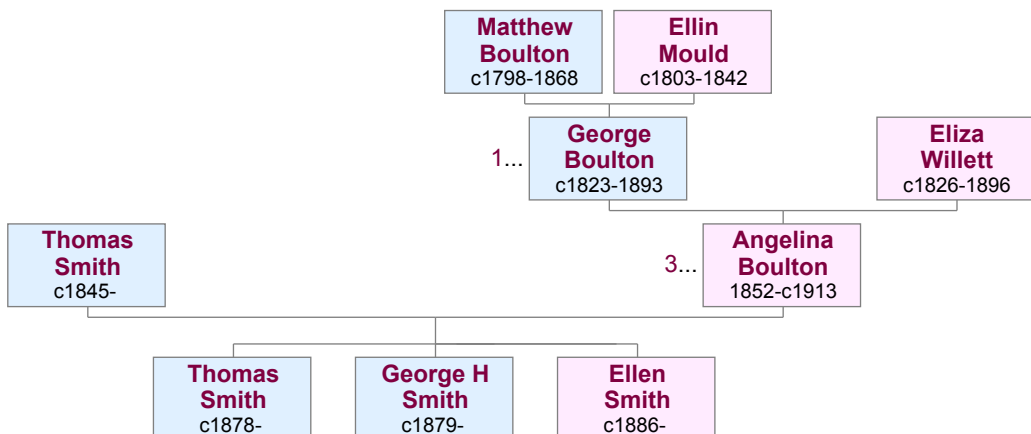 Matthew
Boulton
c1798-1868
Ellin
Mould
c1803-1842
1...
George
Boulton
c1823-1893
Eliza
Willett
c1826-1896
Thomas
Smith
c1845-
3...
Angelina
Boulton
1852-c1913
Thomas
Smith
c1878-
George H
Smith
c1879-
Ellen
Smith
c1886-